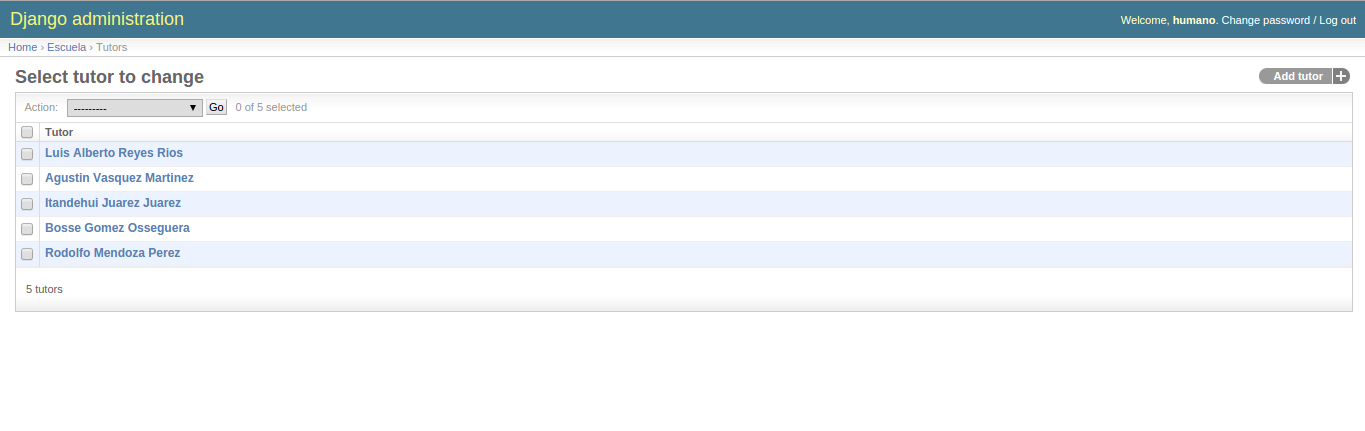 Django administration
Welcome, humano. Change password / Log out
Home › Escuela › Tutors
Select tutor to change
Add tutor
Action: --------- Go 0 of 5 selected
Tutor
Luis Alberto Reyes Rios
Agustin Vasquez Martinez
Itandehui Juarez Juarez
Bosse Gomez Osseguera
Rodolfo Mendoza Perez
5 tutors